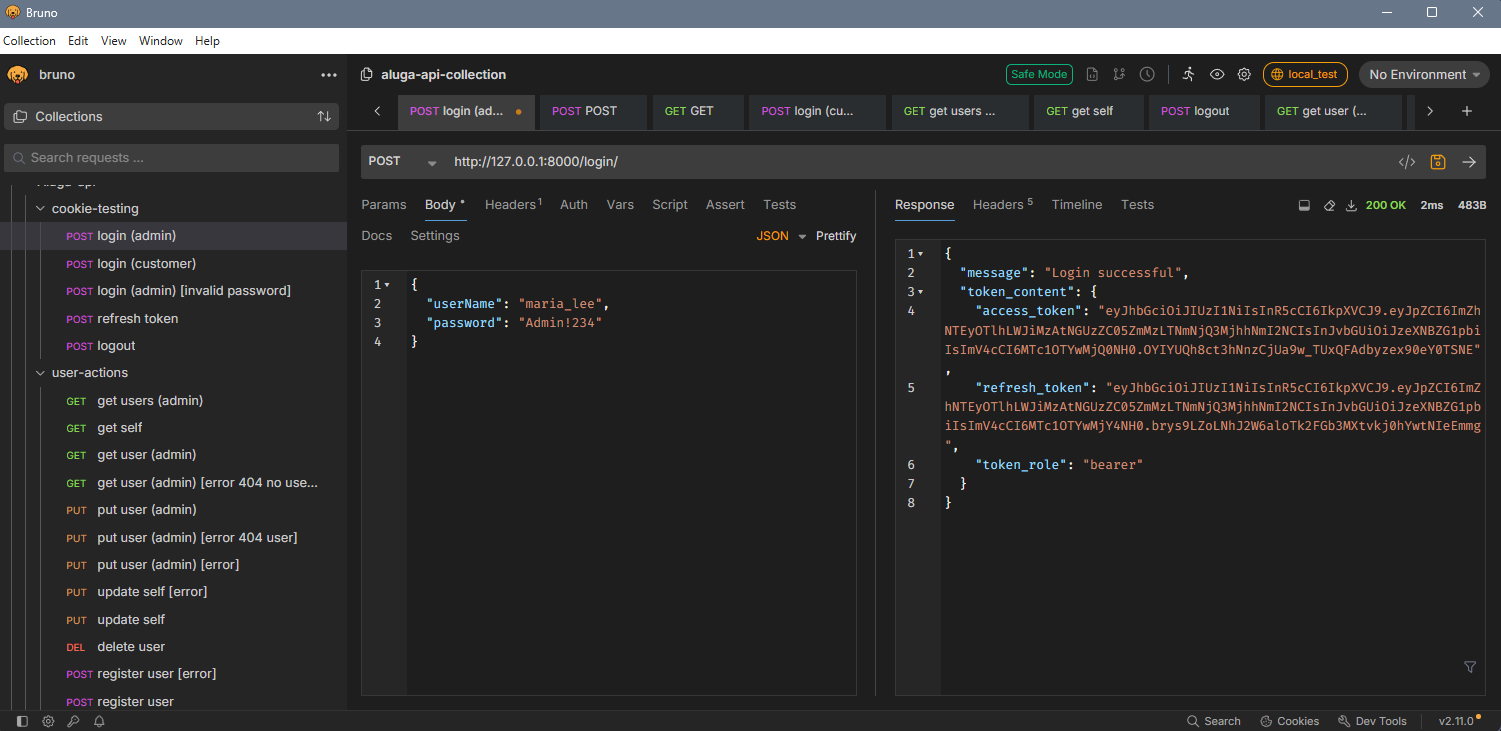 Bruno
Collection Edit View Window Help
bruno
Collections
Search requests ...
cookie-testing
POST login (admin)
POST login (customer)
POST login (admin) [invalid password]
POST refresh token
POST logout
user-actions
GET get users (admin)
GET get self
GET get user (admin)
GET get user (admin) [error 404 no use...
PUT put user (admin)
PUT put user (admin) [error 404 user]
PUT put user (admin) [error]
PUT update self [error]
PUT update self
DEL delete user
POST register user [error]
POST register user
aluga-api-collection
Safe Mode
local_test
No Environment
POST login (ad...
POST POST
GET GET
POST login (cu...
GET get users ...
GET get self
POST logout
GET get user (...
POST http://127.0.0.1:8000/login/
Params Body Headers 1 Auth Vars Script Assert Tests
Docs Settings JSON Prettify
1 {
2 "userName": "maria_lee",
3 "password": "Admin!234"
4 }
Response Headers 5 Timeline Tests 200 OK 2ms 483B
1 {
2 "message": "Login successful",
3 "token_content": {
4 "access_token": "eyJhbGciOiJIUzI1NiIsInR5cCI6IkpXVCJ9.eyJpZCI6ImZh
NTEyOTlhLWJiMzAtNGUzZC05ZmMzLTNmNjQ3MjhhNmI2NCIsInJvbGUiOiJzeXNBZG1pbi
IsImV4cCI6MTc1OTYwMjQ0NH0.OYIYUQh8ct3hNnzCjUa9w_TUxQFAdbyzex90eY0TSNE"
,
5 "refresh_token": "eyJhbGciOiJIUzI1NiIsInR5cCI6IkpXVCJ9.eyJpZCI6ImZ
hNTEyOTlhLWJiMzAtNGUzZC05ZmMzLTNmNjQ3MjhhNmI2NCIsInJvbGUiOiJzeXNBZG1pb
iIsImV4cCI6MTc1OTYwMjY4NH0.brys9LZoLNhJ2W6aloTk2FGb3MXtvkj0hYwtNIeEmmg
",
6 "token_role": "bearer"
7 }
8 }
Search Cookies Dev Tools v2.11.0